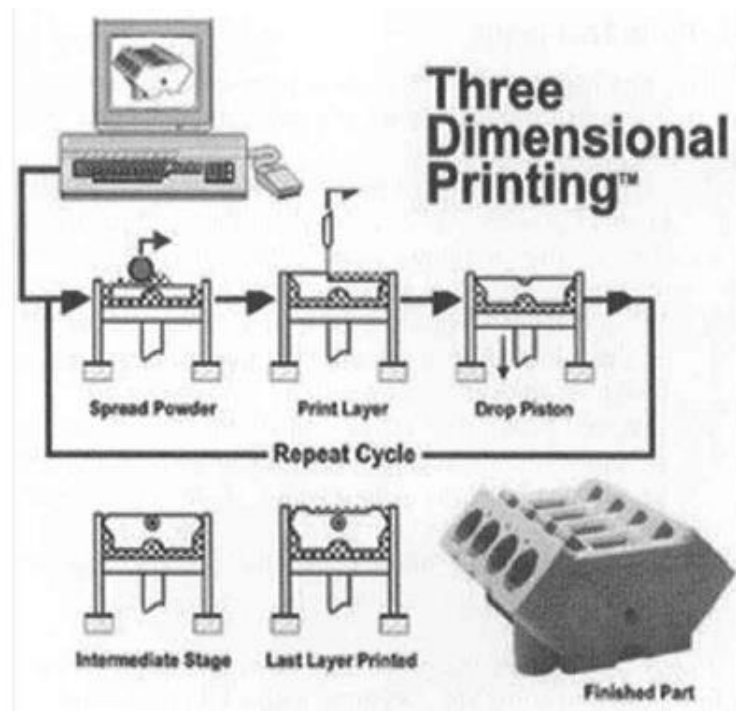 Three
Dimensional
Printing™
Spread Powder
Print Layer
Drop Piston
Repeat Cycle
Intermediate Stage
Last Layer Printed
Finished Part